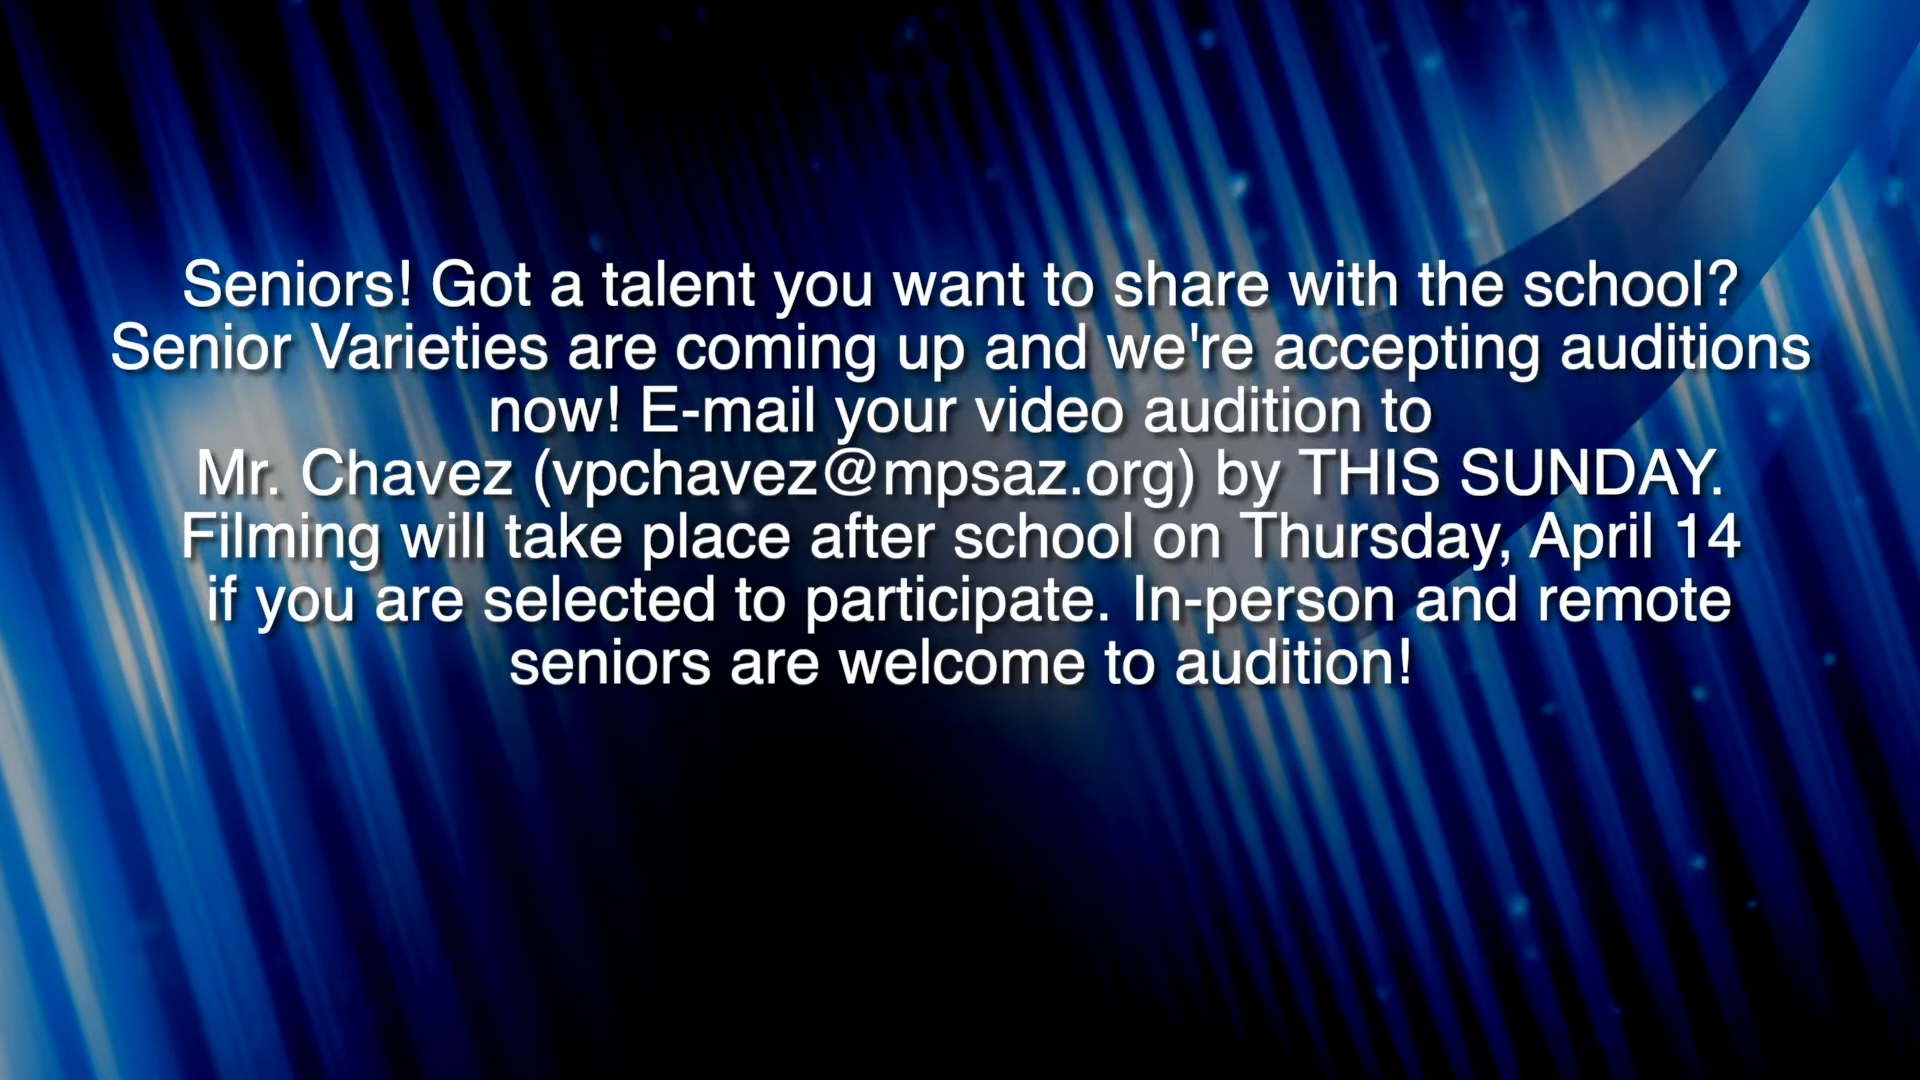 Seniors! Got a talent you want to share with the school?
Senior Varieties are coming up and we're accepting auditions
now! E-mail your video audition to
Mr. Chavez (vpchavez@mpsaz.org) by THIS SUNDAY.
Filming will take place after school on Thursday, April 14
if you are selected to participate. In-person and remote
seniors are welcome to audition!